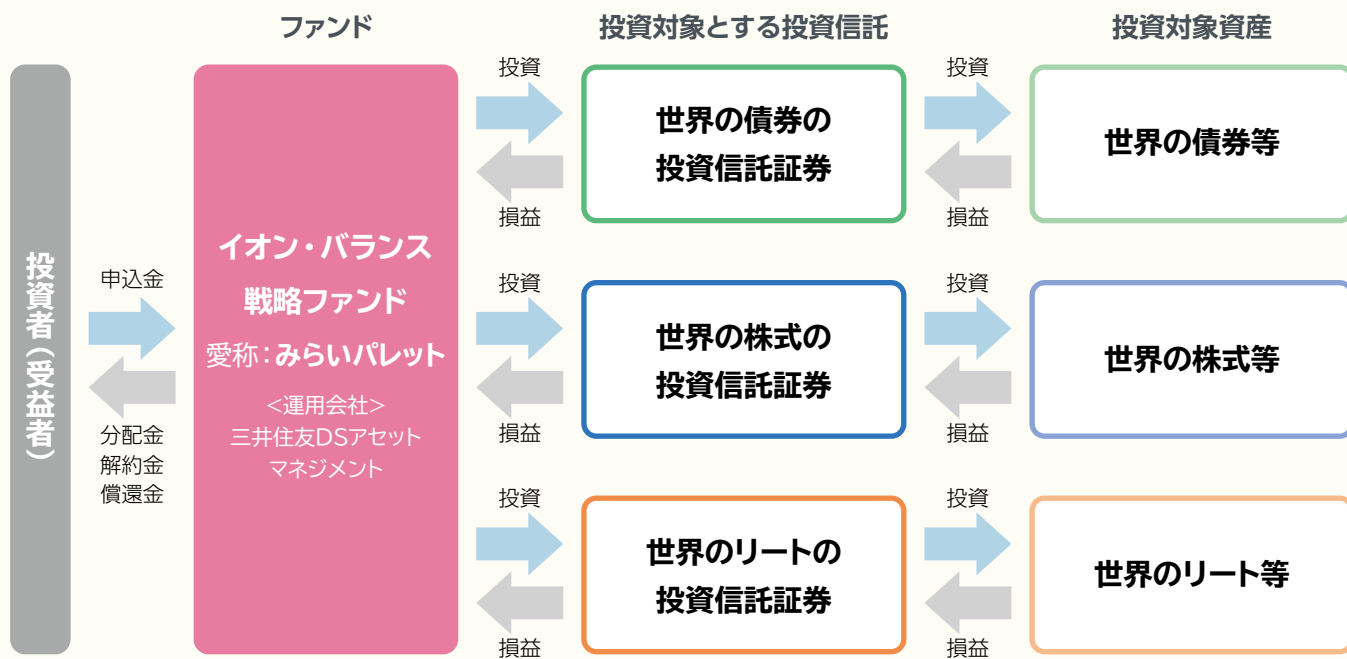 ファンド
投資対象とする投資信託
投資対象資産
投資者(受益者)
申込金
分配金
解約金
償還金
イオン・バランス
戦略ファンド
愛称:みらいパレット
<運用会社>
三井住友DSアセット
マネジメント
投資
損益
世界の債券の
投資信託証券
投資
損益
世界の債券等
投資
損益
世界の株式の
投資信託証券
投資
損益
世界の株式等
投資
損益
世界のリートの
投資信託証券
投資
損益
世界のリート等